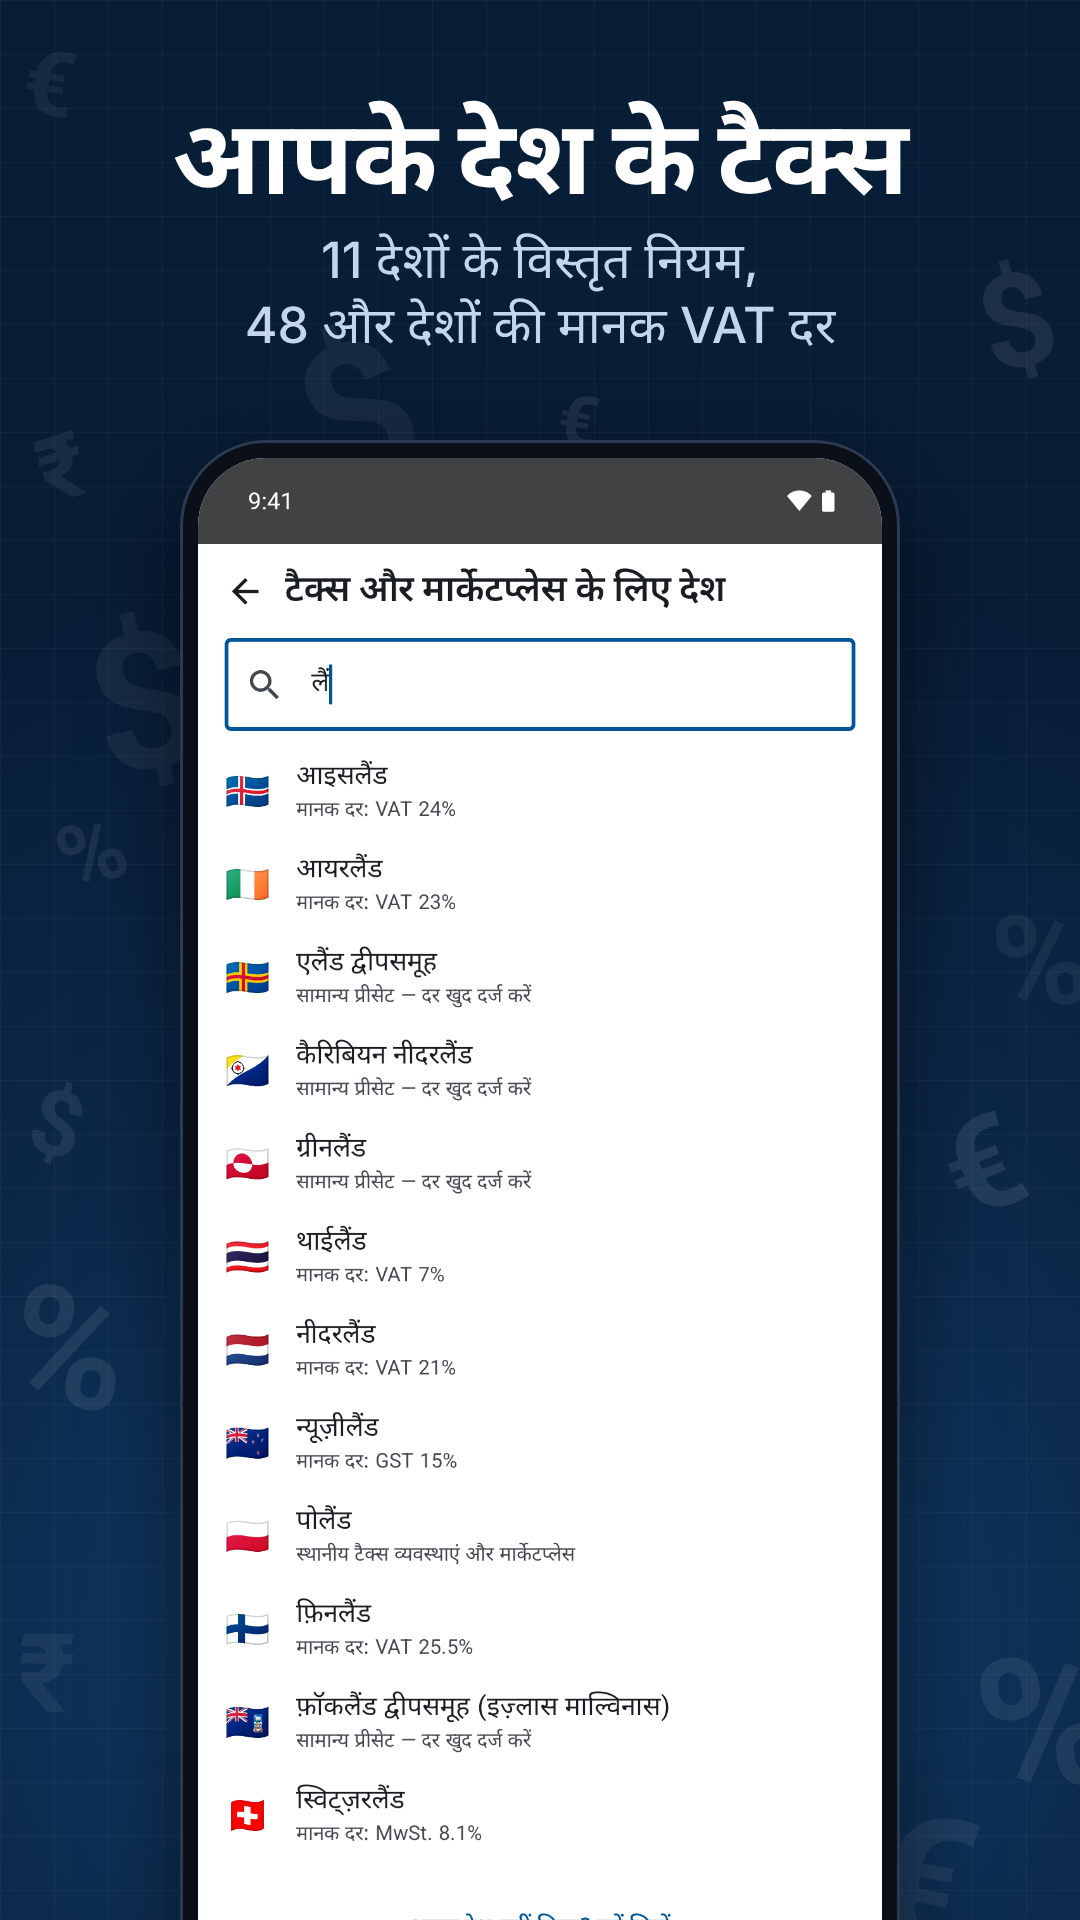 आपके देश के टैक्स
11 देशों के विस्तृत नियम,
48 और देशों की मानक VAT दर
9:41
टैक्स और मार्केटप्लेस के लिए देश
लैं
आइसलैंड
मानक दर: VAT 24%
आयरलैंड
मानक दर: VAT 23%
एलैंड द्वीपसमूह
सामान्य प्रीसेट — दर खुद दर्ज करें
कैरिबियन नीदरलैंड
सामान्य प्रीसेट — दर खुद दर्ज करें
ग्रीनलैंड
सामान्य प्रीसेट — दर खुद दर्ज करें
थाईलैंड
मानक दर: VAT 7%
नीदरलैंड
मानक दर: VAT 21%
न्यूज़ीलैंड
मानक दर: GST 15%
पोलैंड
स्थानीय टैक्स व्यवस्थाएं और मार्केटप्लेस
फ़िनलैंड
मानक दर: VAT 25.5%
फ़ॉकलैंड द्वीपसमूह (इज़्लास माल्विनास)
सामान्य प्रीसेट — दर खुद दर्ज करें
स्विट्ज़रलैंड
मानक दर: MwSt. 8.1%